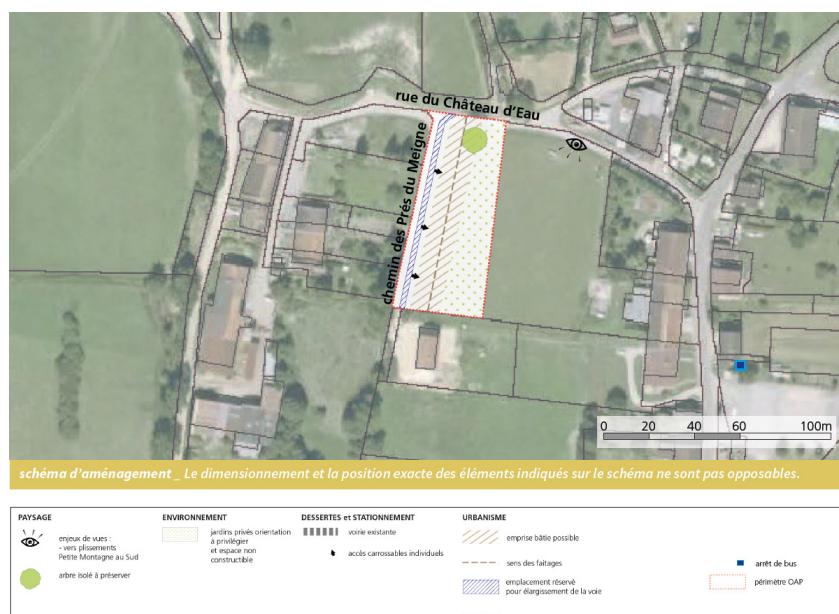 rue du Château d'Eau
chemin des Prés du Meigne
0 20 40 60 100m
schéma d'aménagement _ Le dimensionnement et la position exacte des éléments indiqués sur le schéma ne sont pas opposables.
PAYSAGE
enjeux de vues :
- vers plissements
Petite Montagne au Sud
arbre isolé à préserver
ENVIRONNEMENT
jardins privés orientation
à privilégier
et espace non
constructible
DESSERTES et STATIONNEMENT
voirie existante
accès carrossables individuels
URBANISME
emprise bâtie possible
sens des faitages
emplacement réservé
pour élargissement de la voie
arrêt de bus
périmètre OAP